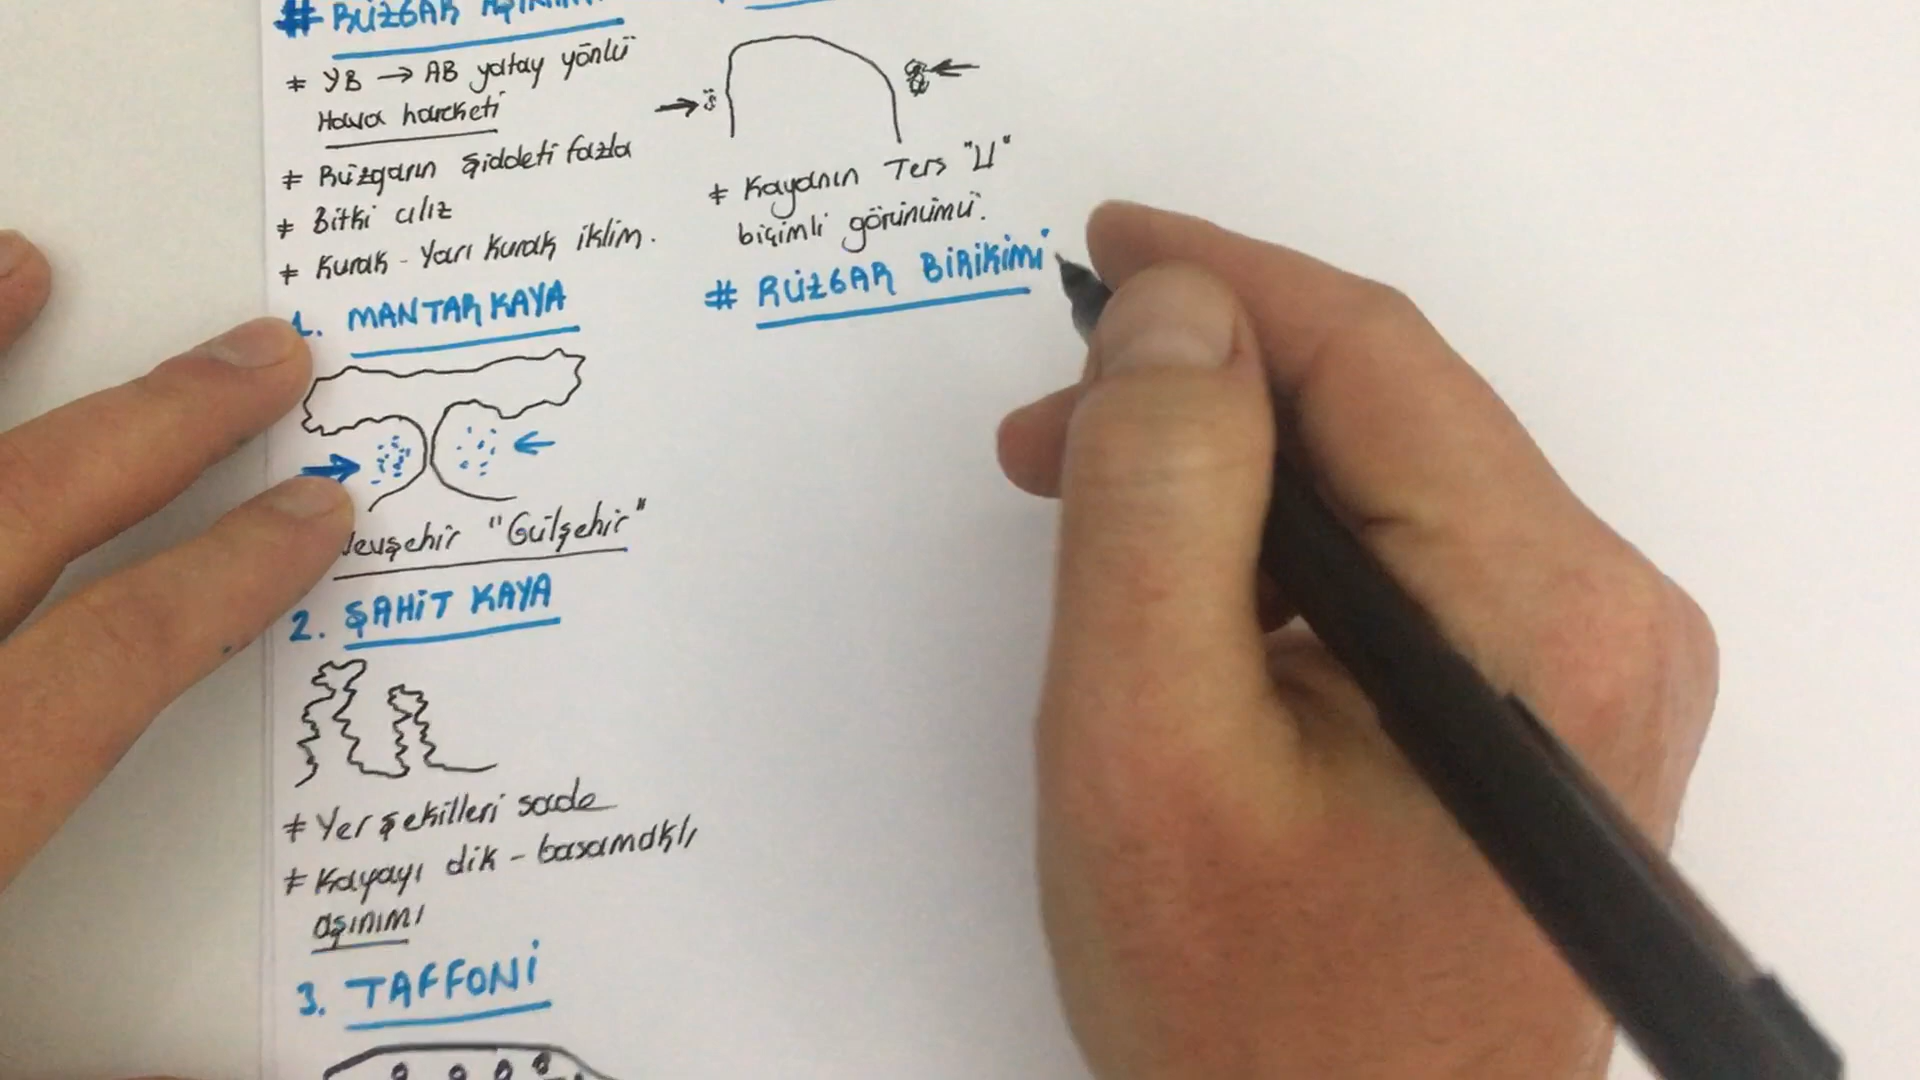 # RÜZGAR
* YB → AB yatay yönlü
Hava hareketi
* Rüzgarın şiddeti fazla
* Bitki cılız
* Kurak - Yarı Kurak iklim.
1. MANTAR KAYA
Nevşehir "Gülşehir"
2. ŞAHİT KAYA
* Yer şekilleri sade
* Kayayı dik - basamaklı
aşınımı
3. TAFFONİ
* Kayanın Ters "U"
biçimli görünümü.
# RÜZGAR BİRİKİMİ